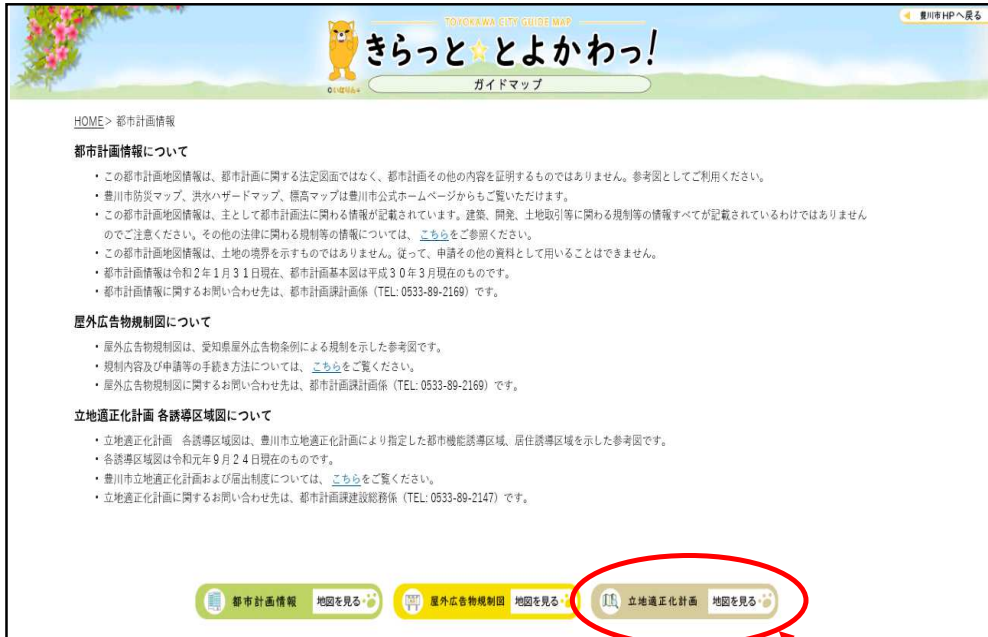 TOYOKAWA CITY GUIDE MAP
豊川市HPへ戻る
きらっと☆とよかわっ!
ガイドマップ
©いなりん
HOME> 都市計画情報
都市計画情報について
・この都市計画地図情報は、都市計画に関する法定図面ではなく、都市計画その他の内容を証明するものではありません。参考図としてご利用ください。
・豊川市防災マップ、洪水ハザードマップ、標高マップは豊川市公式ホームページからもご覧いただけます。
・この都市計画地図情報は、主として都市計画法に関わる情報が記載されています。建築、開発、土地取引等に関わる規制等の情報すべてが記載されているわけではありません
のでご注意ください。その他の法律に関わる規制等の情報については、こちらをご参照ください。
・この都市計画地図情報は、土地の境界を示すものではありません。従って、申請その他の資料として用いることはできません。
・都市計画情報は令和2年1月31日現在、都市計画基本図は平成30年3月現在のものです。
・都市計画情報に関するお問い合わせ先は、都市計画課計画係（TEL: 0533-89-2169）です。
屋外広告物規制図について
・屋外広告物規制図は、愛知県屋外広告物条例による規制を示した参考図です。
・規制内容及び申請等の手続き方法については、こちらをご覧ください。
・屋外広告物規制図に関するお問い合わせ先は、都市計画課計画係（TEL: 0533-89-2169）です。
立地適正化計画 各誘導区域図について
・立地適正化計画　各誘導区域図は、豊川市立地適正化計画により指定した都市機能誘導区域、居住誘導区域を示した参考図です。
・各誘導区域図は令和元年9月24日現在のものです。
・豊川市立地適正化計画および届出制度については、こちらをご覧ください。
・立地適正化計画に関するお問い合わせ先は、都市計画課建設総務係（TEL: 0533-89-2147）です。
都市計画情報 地図を見る 屋外広告物規制図 地図を見る 立地適正化計画 地図を見る